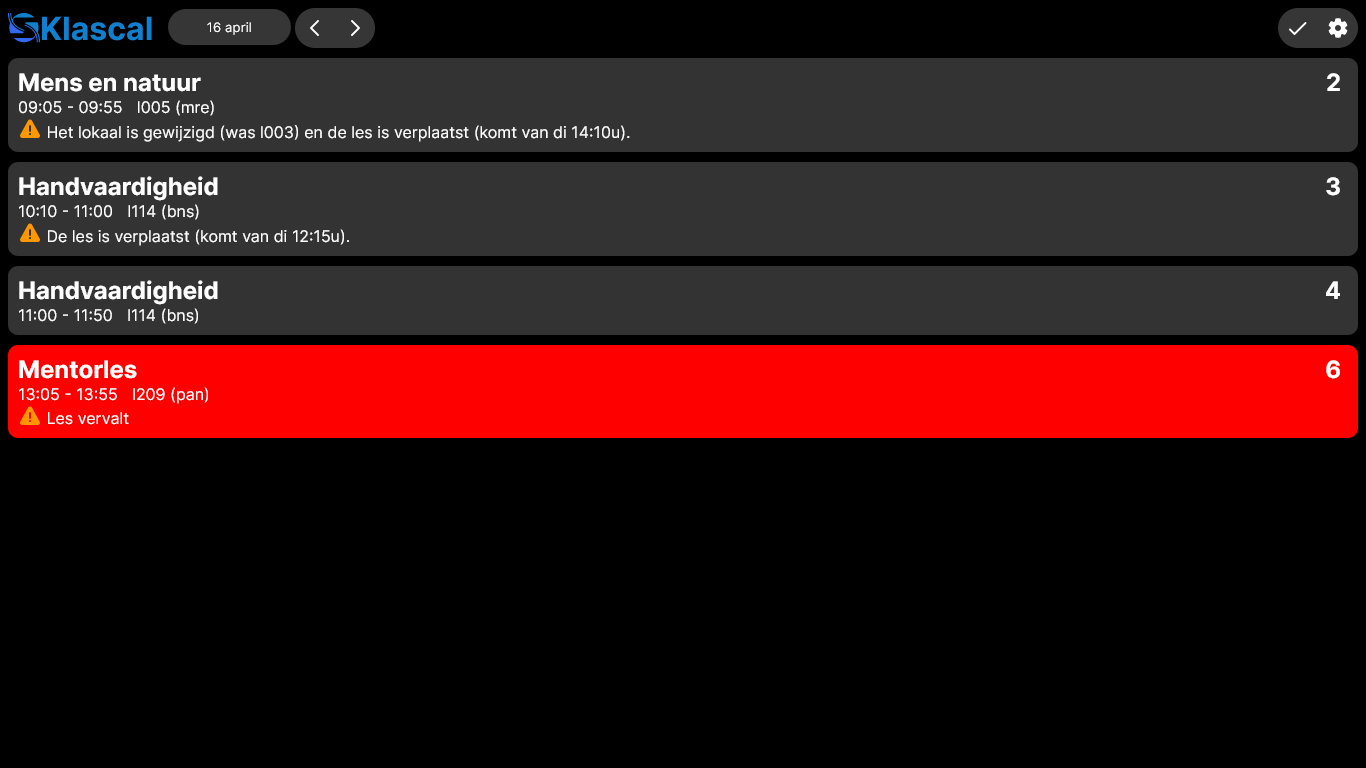 Klascal
16 april
Mens en natuur
2
09:05 - 09:55 l005 (mre)
Het lokaal is gewijzigd (was l003) en de les is verplaatst (komt van di 14:10u).
Handvaardigheid
3
10:10 - 11:00 l114 (bns)
De les is verplaatst (komt van di 12:15u).
Handvaardigheid
4
11:00 - 11:50 l114 (bns)
Mentorles
6
13:05 - 13:55 l209 (pan)
Les vervalt